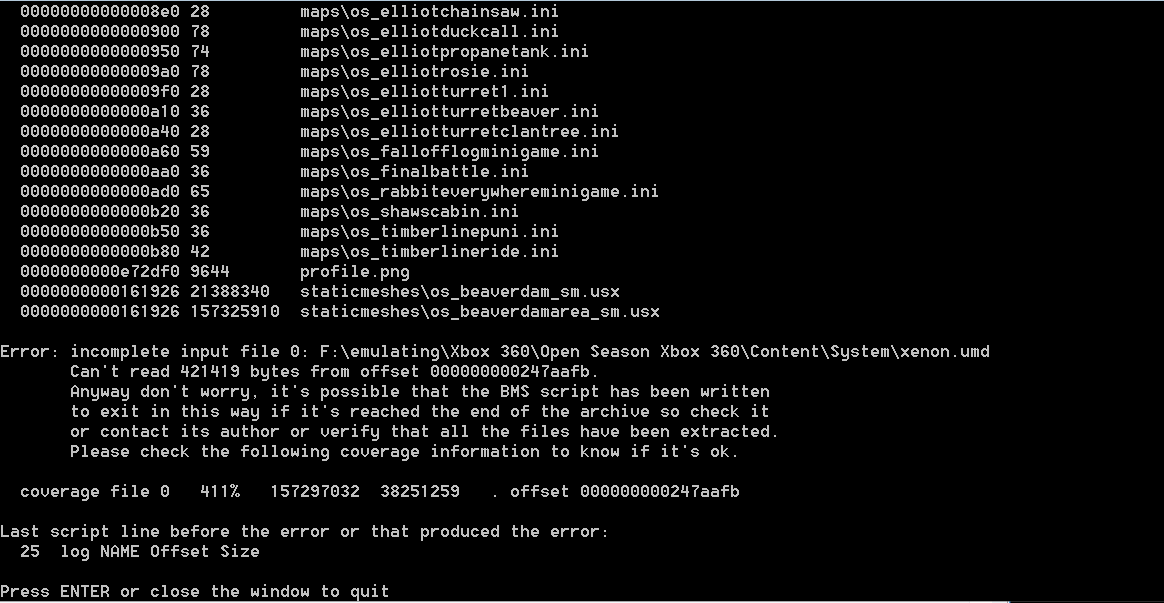 00000000000008e0 28 maps\os_elliotchainsaw.ini
0000000000000900 78 maps\os_elliotduckcall.ini
0000000000000950 74 maps\os_elliotpropanetank.ini
00000000000009a0 78 maps\os_elliotrosie.ini
00000000000009f0 28 maps\os_elliotturret1.ini
0000000000000a10 36 maps\os_elliotturretbeaver.ini
0000000000000a40 28 maps\os_elliotturretclantree.ini
0000000000000a60 59 maps\os_fallofflogminigame.ini
0000000000000aa0 36 maps\os_finalbattle.ini
0000000000000ad0 65 maps\os_rabbiteverywhereminigame.ini
0000000000000b20 36 maps\os_shawscabin.ini
0000000000000b50 36 maps\os_timberlinepuni.ini
0000000000000b80 42 maps\os_timberlineride.ini
0000000000e72df0 9644 profile.png
0000000000161926 21388340 staticmeshes\os_beaverdam_sm.usx
0000000000161926 157325910 staticmeshes\os_beaverdamarea_sm.usx
Error: incomplete input file 0: F:\emulating\Xbox 360\Open Season Xbox 360\Content\System\xenon.umd
Can't read 421419 bytes from offset 000000000247aafb.
Anyway don't worry, it's possible that the BMS script has been written
to exit in this way if it's reached the end of the archive so check it
or contact its author or verify that all the files have been extracted.
Please check the following coverage information to know if it's ok.
coverage file 0 411% 157297032 38251259 . offset 000000000247aafb
Last script line before the error or that produced the error:
25 log NAME Offset Size
Press ENTER or close the window to quit